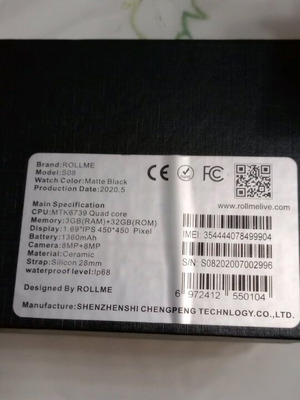 Brand:ROLLME
Model:S08
Watch Color:Matte Black
Production Date:2020.5
www.rollmelive.com
Main Specification
CPU:MTK6739 Quad core
Memory:3GB(RAM)+32GB(ROM)
Display:1.69"IPS 450*450 Pixel
Battery:1360mAh
Camera:8MP+8MP
Material:Ceramic
Strap:Silicon 28mm
waterproof level:Ip68
IMEI: 354444078499904
S/N: S08202007002996
6 972412 550104
Designed By ROLLME
Manufacture:SHENZHENSHI CHENGPENG TECHNLOGY.CO.,LTD.